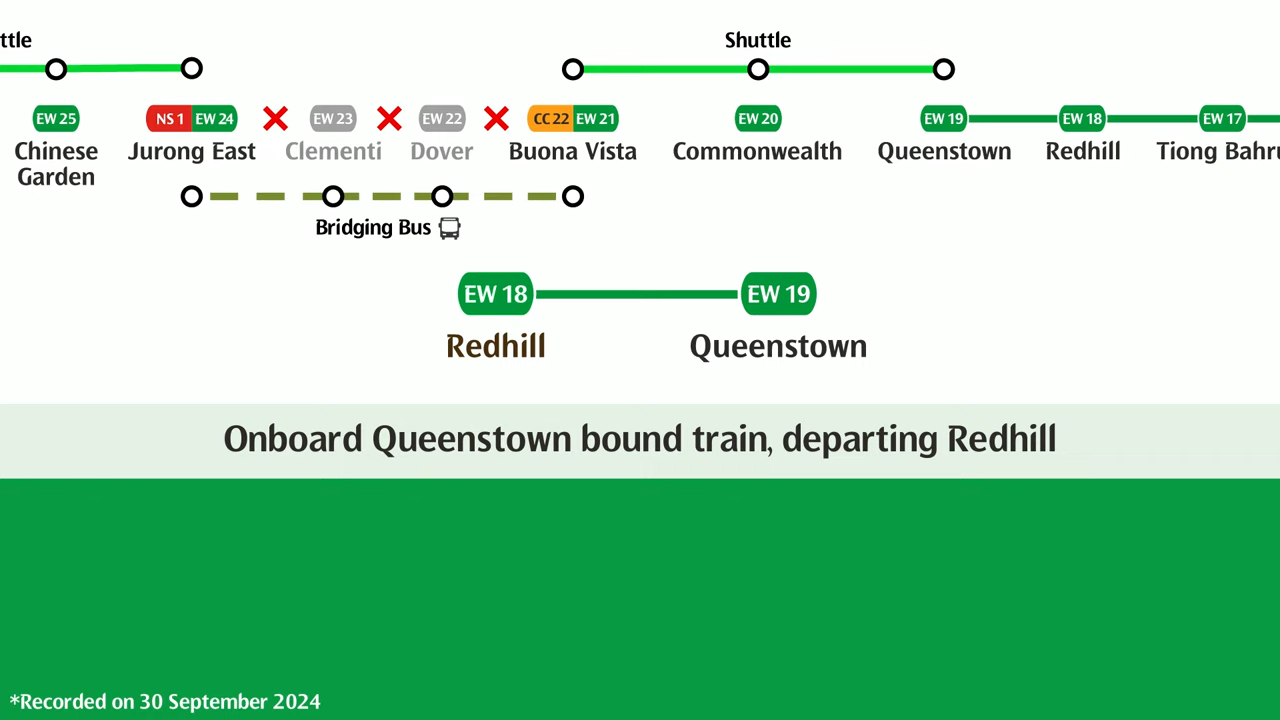 ttle
Shuttle
EW 25
NS 1 EW 24
EW 23
EW 22
CC 22 EW 21
EW 20
EW 19
EW 18
EW 17
Chinese Garden
Jurong East
Clementi
Dover
Buona Vista
Commonwealth
Queenstown
Redhill
Tiong Bahru
Bridging Bus
EW 18
EW 19
Redhill
Queenstown
Onboard Queenstown bound train, departing Redhill
*Recorded on 30 September 2024